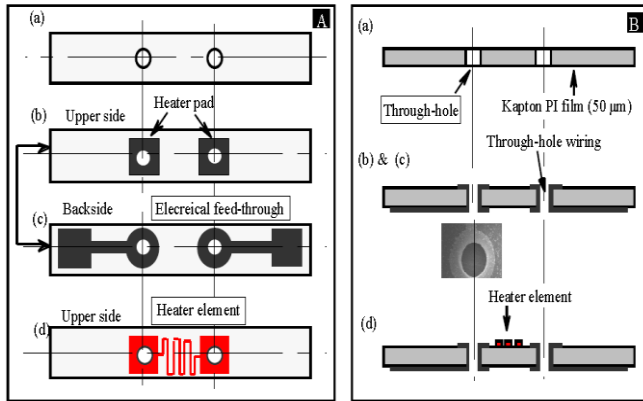 A
(a)
Heater pad
(b)
Upper side
(c)
Backside
Elecreical feed-through
Upper side
Heater element
(d)
B
(a)
Through-hole
Kapton PI film (50 μm)
Through-hole wiring
(b) & (c)
Heater element
(d)